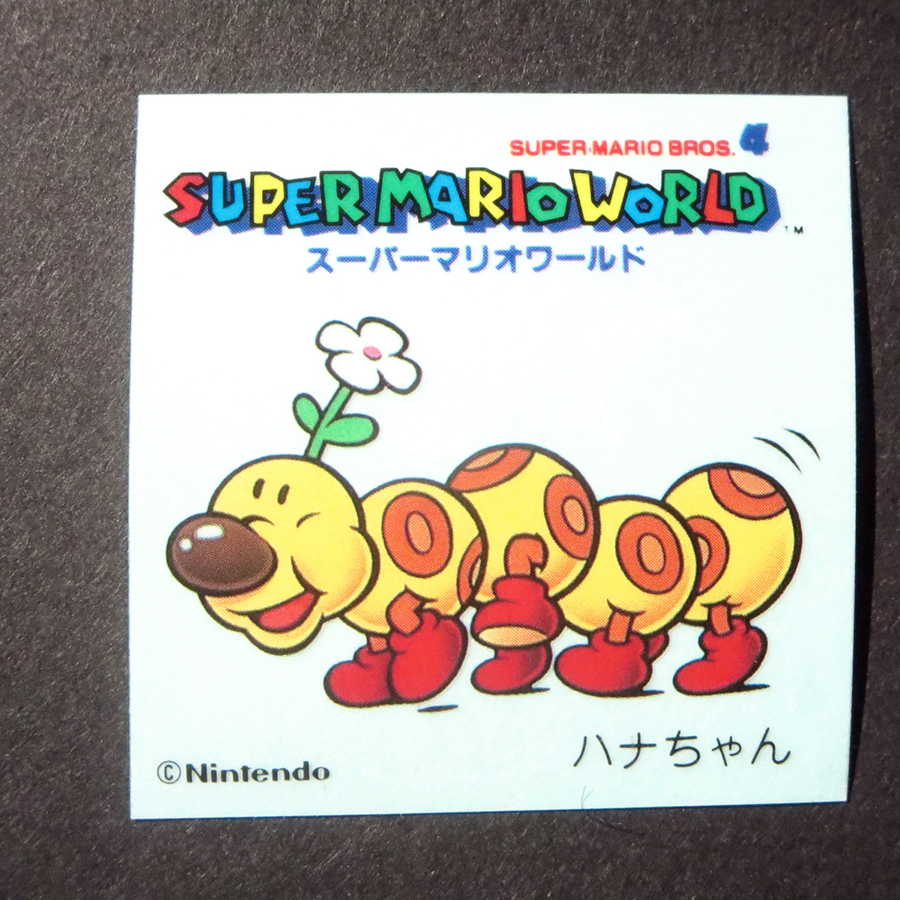 SUPER MARIO BROS. 4
SUPER MARIO WORLD ™
スーパーマリオワールド
ハナちゃん
©Nintendo